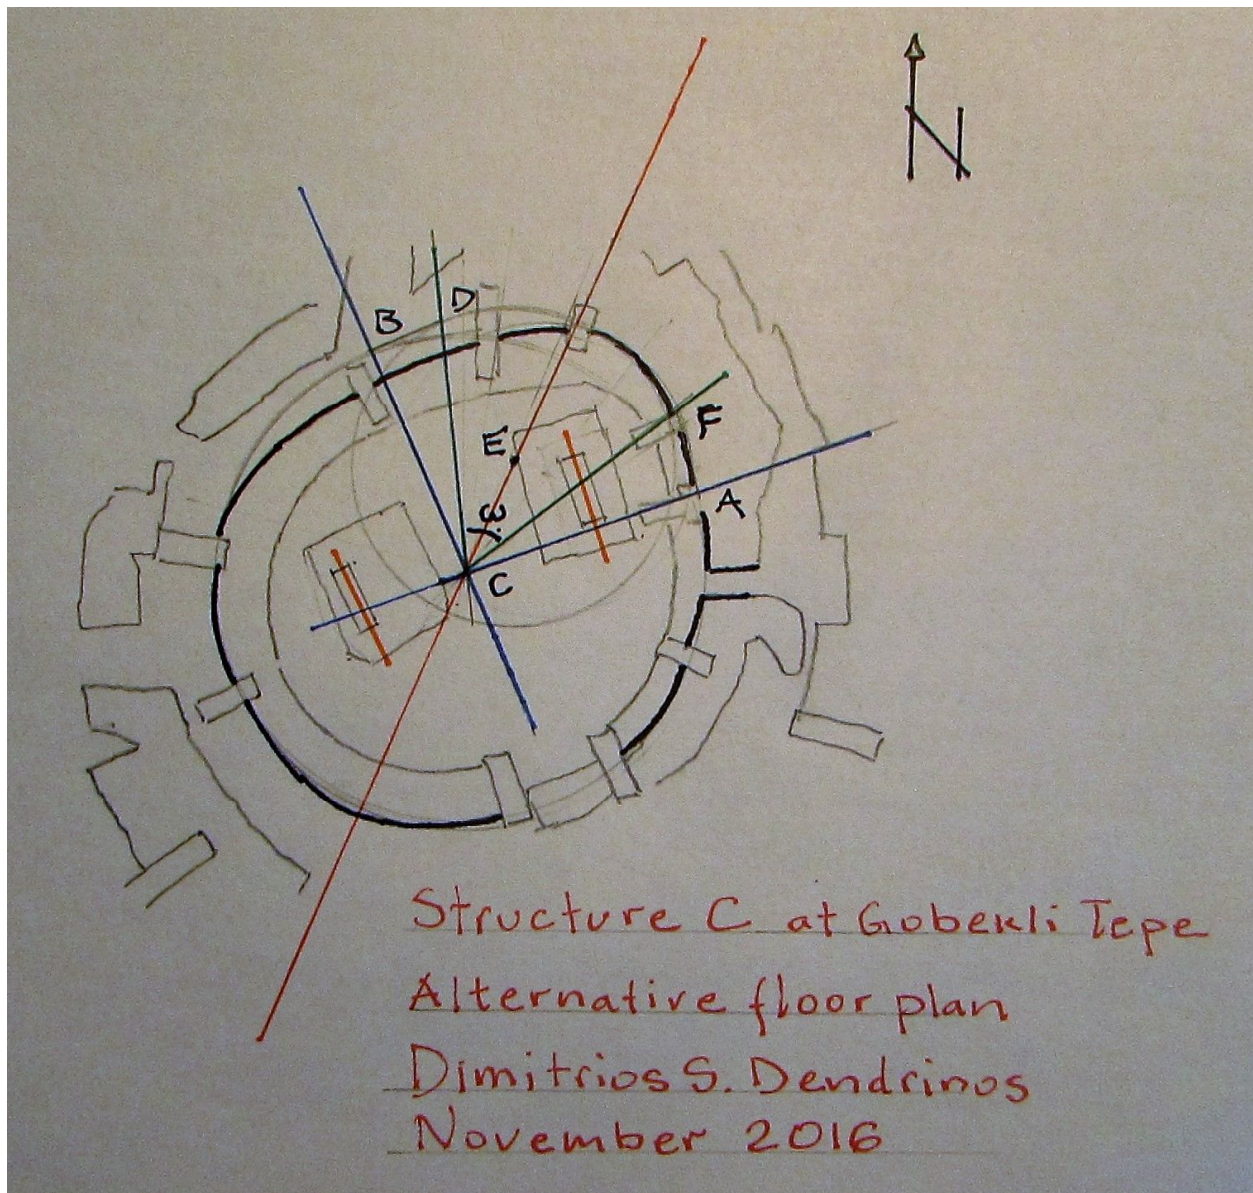 N
B
D
E
F
ω
A
C
Structure C at Gobekli Tepe
Alternative floor plan
Dimitrios S. Dendrinos
November 2016